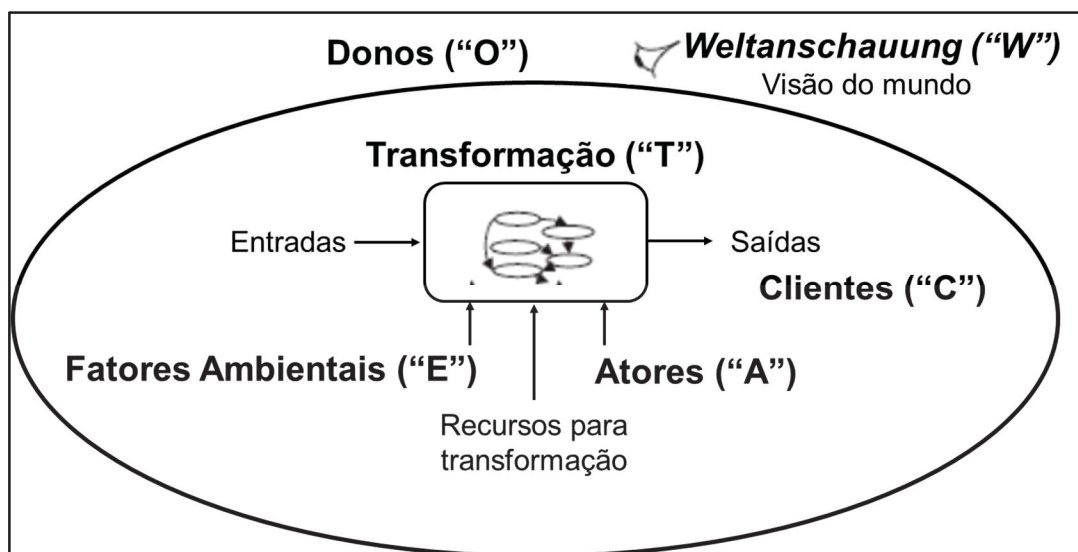 Donos (“O”)
Weltanschauung (“W”)
Visão do mundo
Transformação (“T”)
Entradas
Saídas
Clientes (“C”)
Fatores Ambientais (“E”)
Atores (“A”)
Recursos para
transformação